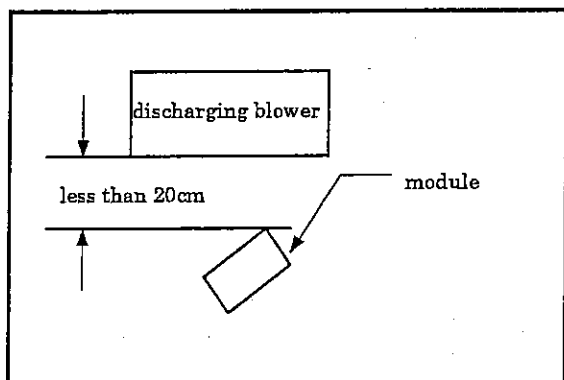 discharging blower
less than 20cm
module